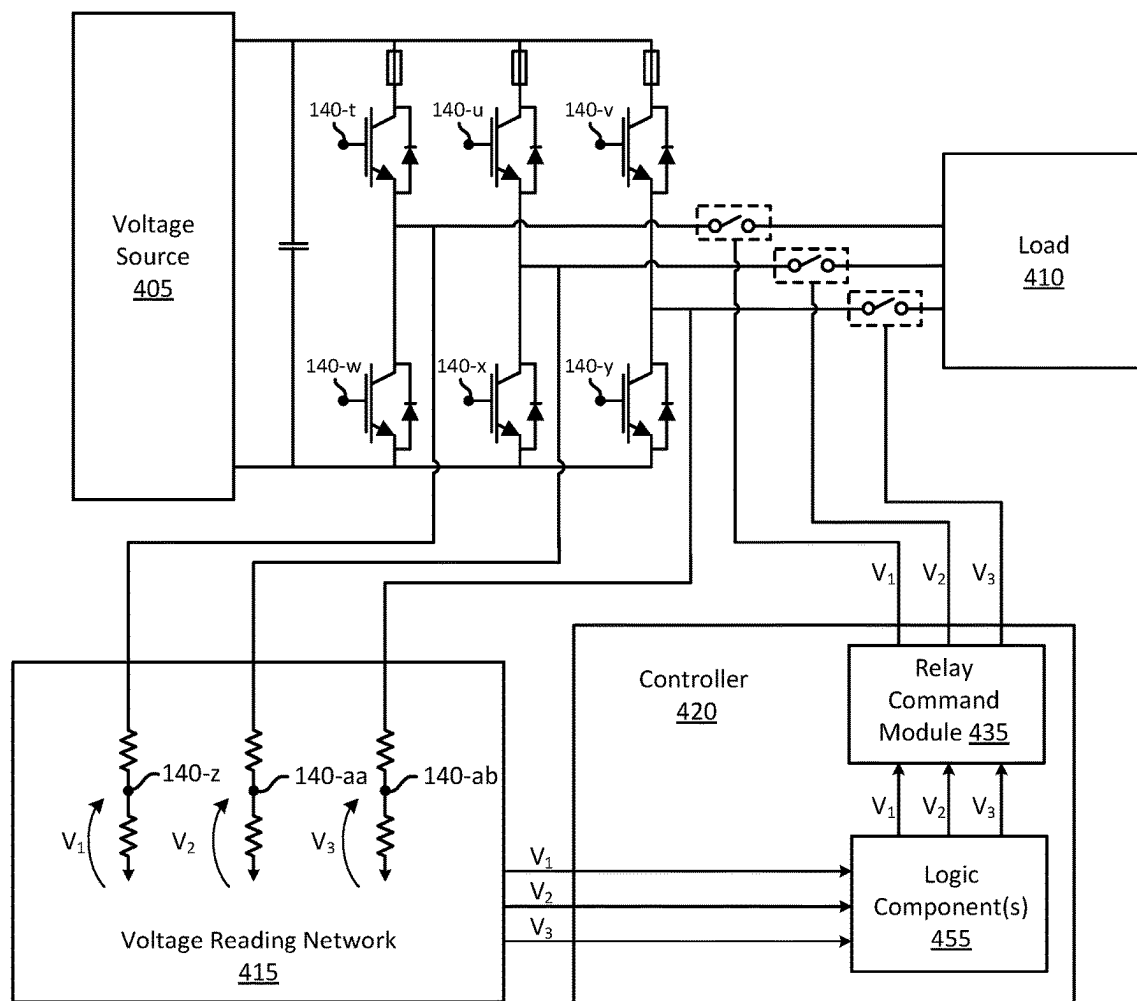 Voltage
Source
405
140-t
140-u
140-v
140-w
140-x
140-y
Load
410
V1
V2
V3
Controller
420
Relay
Command
Module 435
V1
V2
V3
Logic
Component(s)
455
140-z
140-aa
140-ab
V1
V2
V3
Voltage Reading Network
415
V1
V2
V3